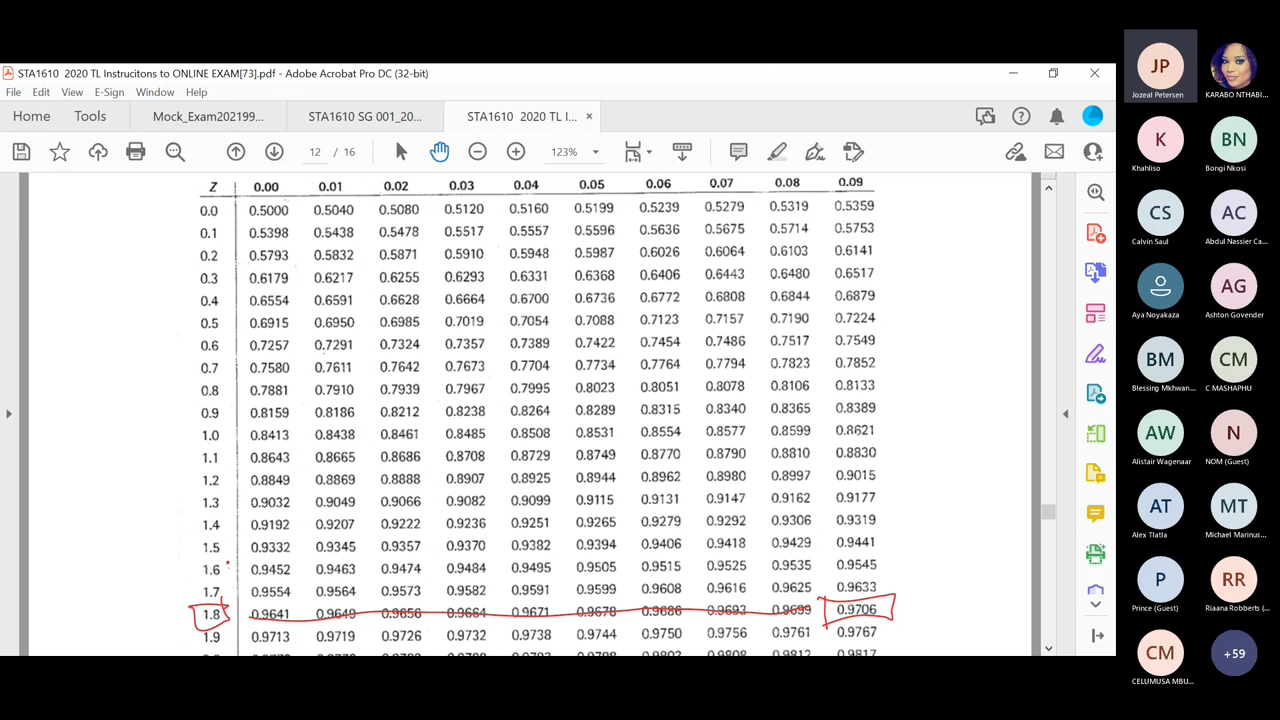 STA1610 2020 TL Instrucitons to ONLINE EXAM[73].pdf - Adobe Acrobat Pro DC (32-bit)
File Edit View E-Sign Window Help
Home Tools Mock_Exam202199... STA1610 SG 001_20... STA1610 2020 TL I... ×
12 / 16 123%
Z 0.00 0.01 0.02 0.03 0.04 0.05 0.06 0.07 0.08 0.09
0.0 0.5000 0.5040 0.5080 0.5120 0.5160 0.5199 0.5239 0.5279 0.5319 0.5359
0.1 0.5398 0.5438 0.5478 0.5517 0.5557 0.5596 0.5636 0.5675 0.5714 0.5753
0.2 0.5793 0.5832 0.5871 0.5910 0.5948 0.5987 0.6026 0.6064 0.6103 0.6141
0.3 0.6179 0.6217 0.6255 0.6293 0.6331 0.6368 0.6406 0.6443 0.6480 0.6517
0.4 0.6554 0.6591 0.6628 0.6664 0.6700 0.6736 0.6772 0.6808 0.6844 0.6879
0.5 0.6915 0.6950 0.6985 0.7019 0.7054 0.7088 0.7123 0.7157 0.7190 0.7224
0.6 0.7257 0.7291 0.7324 0.7357 0.7389 0.7422 0.7454 0.7486 0.7517 0.7549
0.7 0.7580 0.7611 0.7642 0.7673 0.7704 0.7734 0.7764 0.7794 0.7823 0.7852
0.8 0.7881 0.7910 0.7939 0.7967 0.7995 0.8023 0.8051 0.8078 0.8106 0.8133
0.9 0.8159 0.8186 0.8212 0.8238 0.8264 0.8289 0.8315 0.8340 0.8365 0.8389
1.0 0.8413 0.8438 0.8461 0.8485 0.8508 0.8531 0.8554 0.8577 0.8599 0.8621
1.1 0.8643 0.8665 0.8686 0.8708 0.8729 0.8749 0.8770 0.8790 0.8810 0.8830
1.2 0.8849 0.8869 0.8888 0.8907 0.8925 0.8944 0.8962 0.8980 0.8997 0.9015
1.3 0.9032 0.9049 0.9066 0.9082 0.9099 0.9115 0.9131 0.9147 0.9162 0.9177
1.4 0.9192 0.9207 0.9222 0.9236 0.9251 0.9265 0.9279 0.9292 0.9306 0.9319
1.5 0.9332 0.9345 0.9357 0.9370 0.9382 0.9394 0.9406 0.9418 0.9429 0.9441
1.6 0.9452 0.9463 0.9474 0.9484 0.9495 0.9505 0.9515 0.9525 0.9535 0.9545
1.7 0.9554 0.9564 0.9573 0.9582 0.9591 0.9599 0.9608 0.9616 0.9625 0.9633
1.8 0.9641 0.9649 0.9656 0.9664 0.9671 0.9678 0.9686 0.9693 0.9699 0.9706
1.9 0.9713 0.9719 0.9726 0.9732 0.9738 0.9744 0.9750 0.9756 0.9761 0.9767
0.9817
JP
Jozeal Petersen
KARABO NTHABI...
K
Khahliso
BN
Bongi Nkosi
CS
Calvin Saul
AC
Abdul Nassier Ca...
Aya Noyakaza
AG
Ashton Govender
BM
Blessing Mkhwan...
CM
C MASHAPHU
AW
Alistair Wagenaar
N
NOM (Guest)
AT
Alex Tlatla
MT
Michael Marinus...
P
Prince (Guest)
RR
Riaana Robberts (...
CM
CELUMUSA MBU...
+59